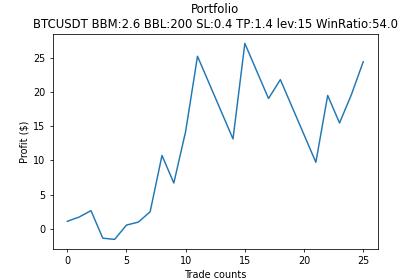 Portfolio
BTCUSDT BBM:2.6 BBL:200 SL:0.4 TP:1.4 lev:15 WinRatio:54.0
25
20
15
10
5
0
Profit ($)
0 5 10 15 20 25
Trade counts